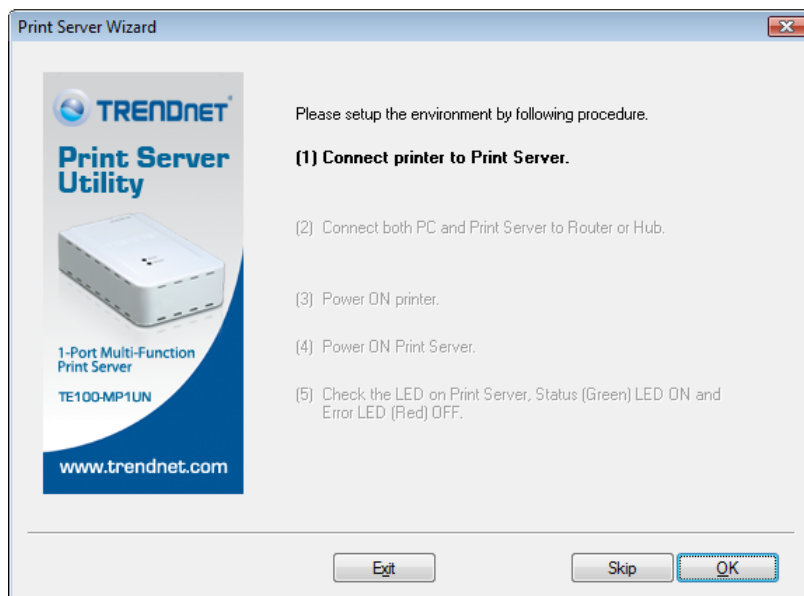 Print Server Wizard
TRENDNET
Print Server
Utility
1-Port Multi-Function
Print Server
TE100-MP1UN
www.trendnet.com
Please setup the environment by following procedure.
(1) Connect printer to Print Server.
(2) Connect both PC and Print Server to Router or Hub.
(3) Power ON printer.
(4) Power ON Print Server.
(5) Check the LED on Print Server, Status (Green) LED ON and
Error LED (Red) OFF.
Exit
Skip
OK